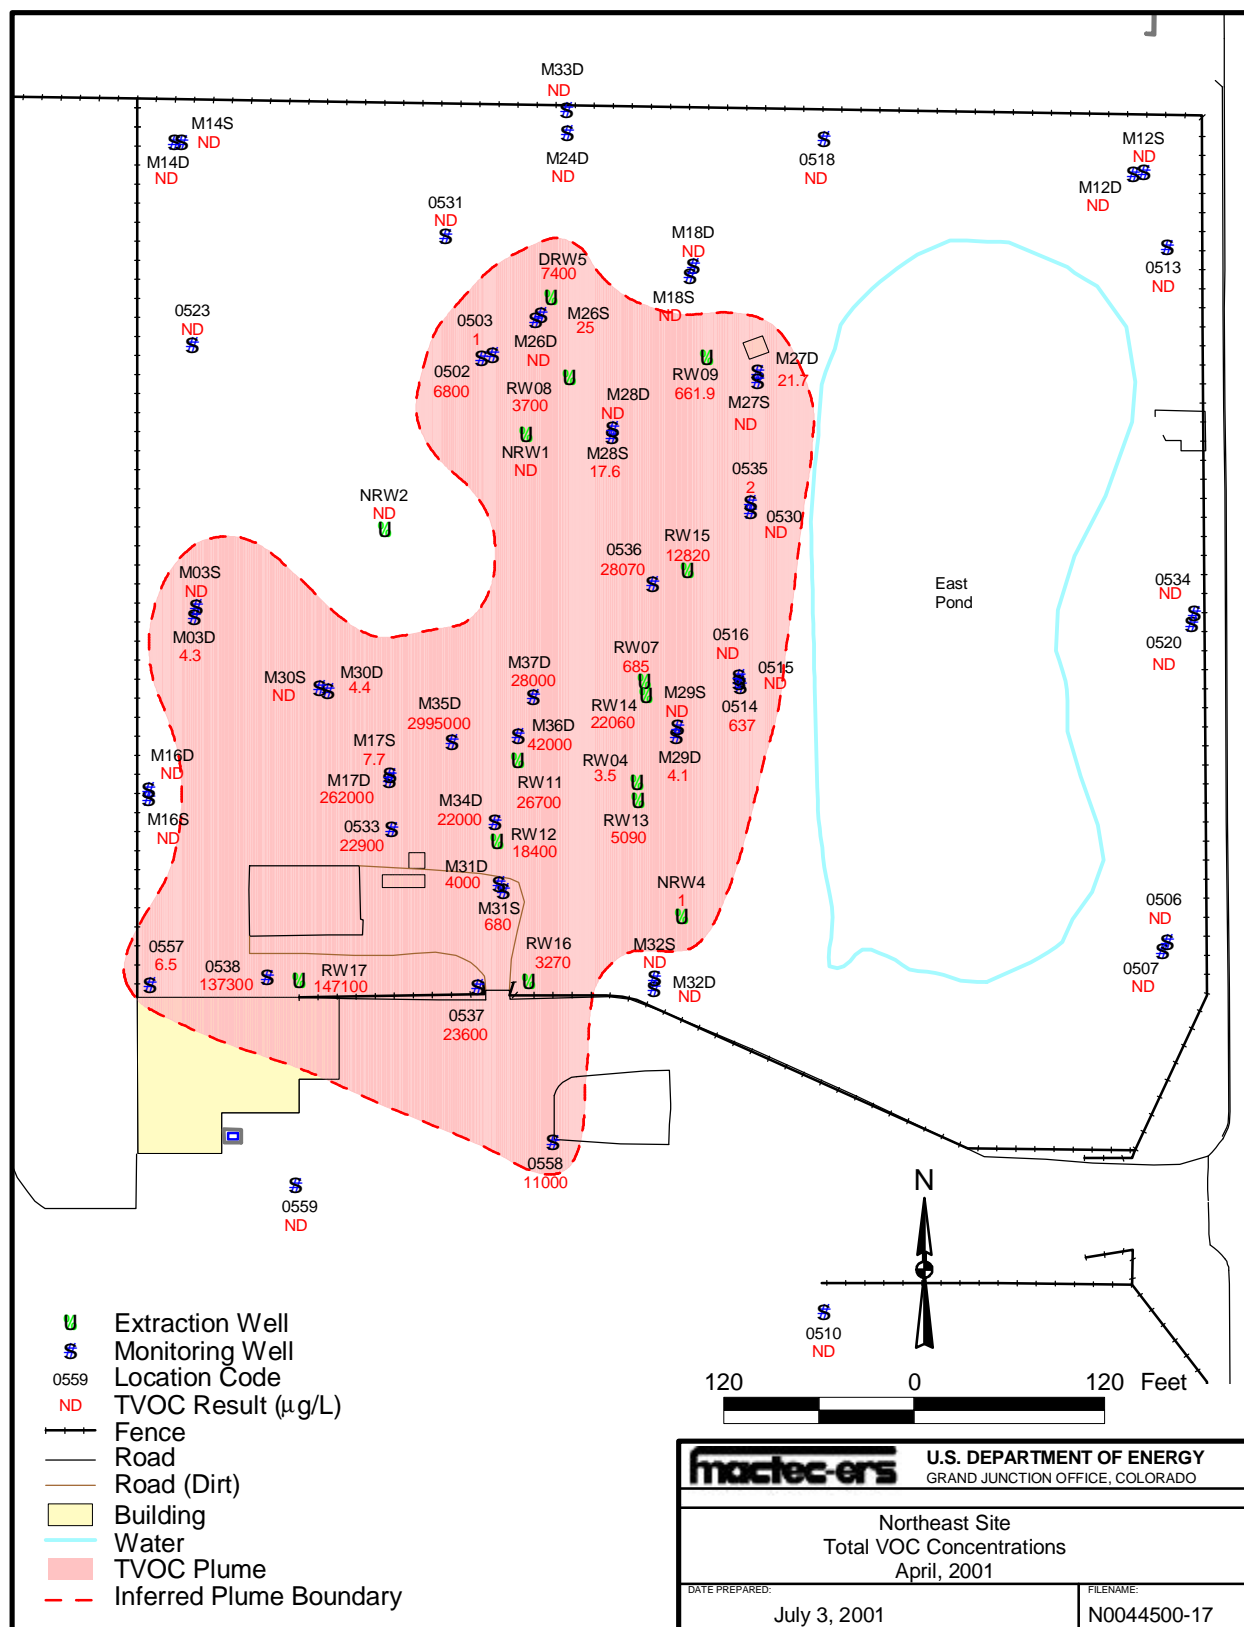 M33D
ND
M14S
ND
M14D
ND
M24D
ND
0518
ND
M12S
ND
M12D
ND
0531
ND
M18D
ND
DRW5
7400
0513
ND
M18S
ND
0523
ND
0503
1
M26S
25
M26D
ND
0502
6800
RW08
3700
RW09
661.9
M27D
21.7
M27S
ND
M28D
ND
NRW1
ND
M28S
17.6
0535
2
NRW2
ND
0530
ND
RW15
12820
0536
28070
East
Pond
M03S
ND
0534
ND
M03D
4.3
0520
ND
0516
ND
RW07
685
M37D
28000
0515
ND
M30S
ND
M30D
4.4
M29S
ND
RW14
22060
0514
637
M35D
2995000
M36D
42000
M17S
7.7
M16D
ND
RW04
3.5
M29D
4.1
M17D
262000
RW11
26700
M34D
22000
M16S
ND
RW13
5090
0533
22900
RW12
18400
M31D
4000
NRW4
1
M31S
680
0506
ND
0557
6.5
0538
137300
RW17
147100
RW16
3270
M32S
ND
M32D
ND
0507
ND
0537
23600
0558
11000
0559
ND
N
0510
ND
Extraction Well
Monitoring Well
0559 Location Code
ND TVOC Result (μg/L)
Fence
Road
Road (Dirt)
Building
Water
TVOC Plume
Inferred Plume Boundary
120 0 120 Feet
mactec-ers
U.S. DEPARTMENT OF ENERGY
GRAND JUNCTION OFFICE, COLORADO
Northeast Site
Total VOC Concentrations
April, 2001
DATE PREPARED:
July 3, 2001
FILENAME:
N0044500-17